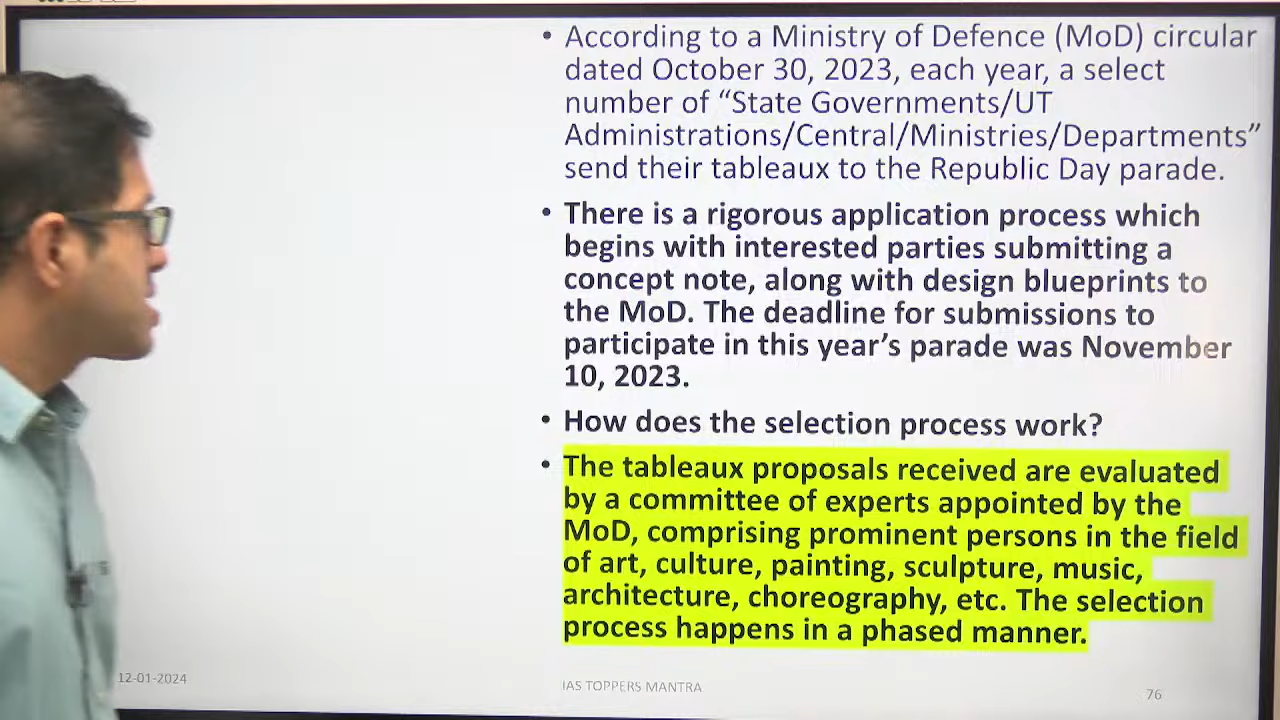 • According to a Ministry of Defence (MoD) circular
dated October 30, 2023, each year, a select
number of “State Governments/UT
Administrations/Central/Ministries/Departments”
send their tableaux to the Republic Day parade.
• There is a rigorous application process which
begins with interested parties submitting a
concept note, along with design blueprints to
the MoD. The deadline for submissions to
participate in this year’s parade was November
10, 2023.
• How does the selection process work?
• The tableaux proposals received are evaluated
by a committee of experts appointed by the
MoD, comprising prominent persons in the field
of art, culture, painting, sculpture, music,
architecture, choreography, etc. The selection
process happens in a phased manner.
12-01-2024
IAS TOPPERS MANTRA
76